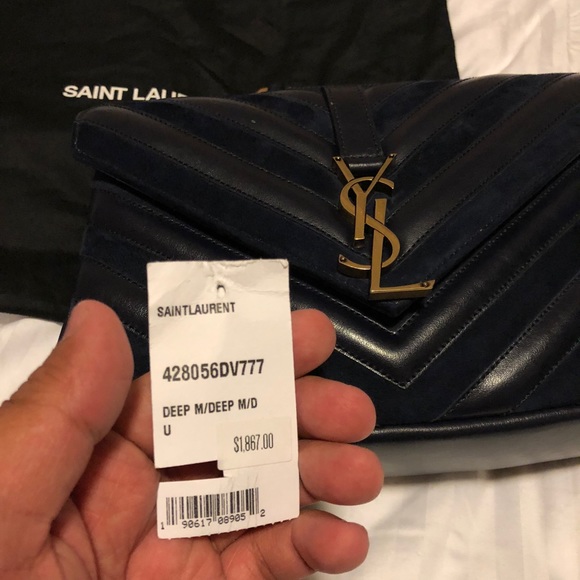 SAINT LAU
YSL
SAINTLAURENT
428056DV777
DEEP M/DEEP M/D
U
$1,867.00
1 90617 08905 2